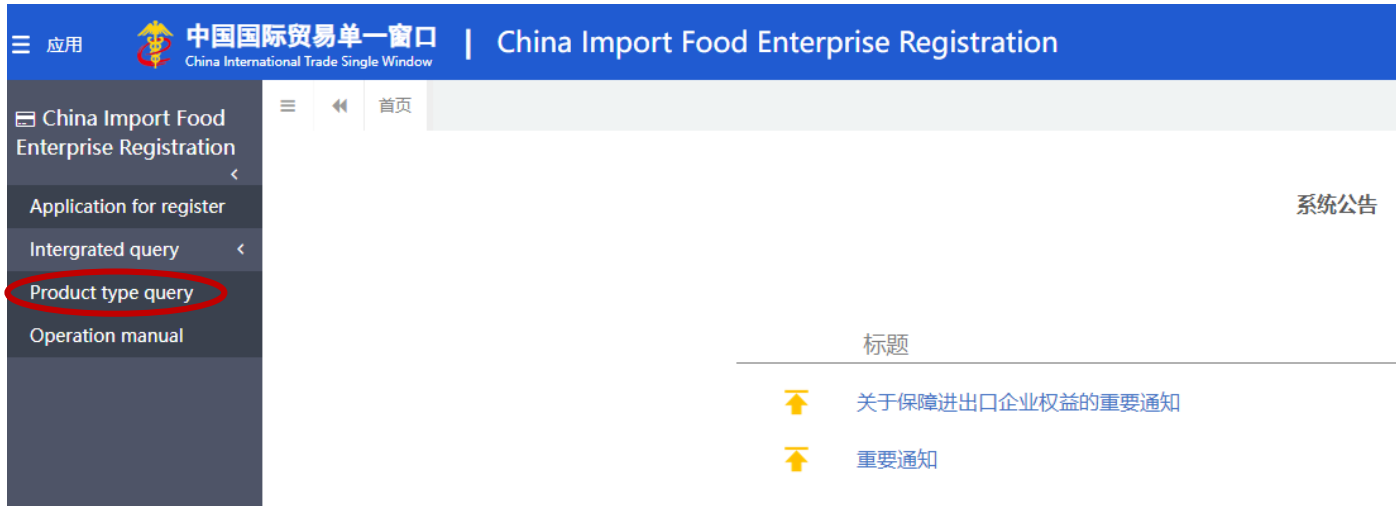 应用
中国国际贸易单一窗口
China International Trade Single Window
| China Import Food Enterprise Registration
China Import Food
Enterprise Registration
Application for register
Intergrated query
Product type query
Operation manual
首页
系统公告
标题
关于保障进出口企业权益的重要通知
重要通知